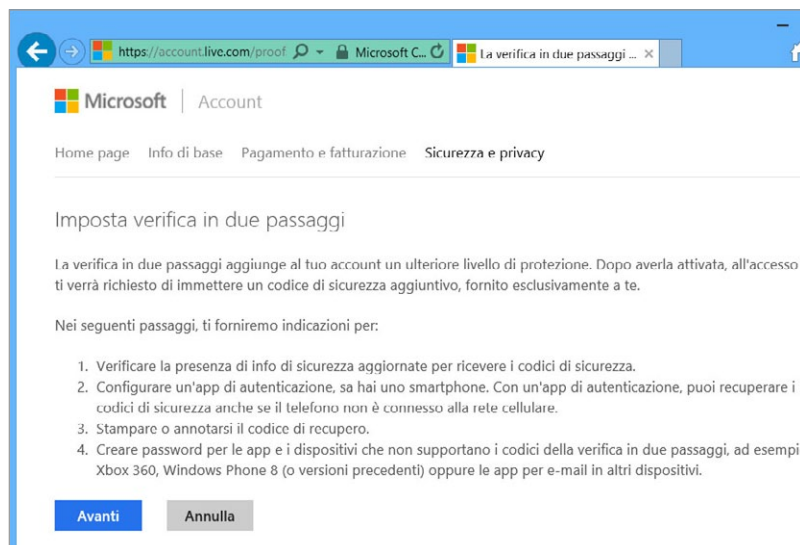 https://account.live.com/proof Microsoft C... La verifica in due passaggi ...
Microsoft Account
Home page Info di base Pagamento e fatturazione Sicurezza e privacy
Imposta verifica in due passaggi
La verifica in due passaggi aggiunge al tuo account un ulteriore livello di protezione. Dopo averla attivata, all'accesso
ti verrà richiesto di immettere un codice di sicurezza aggiuntivo, fornito esclusivamente a te.
Nei seguenti passaggi, ti forniremo indicazioni per:
1. Verificare la presenza di info di sicurezza aggiornate per ricevere i codici di sicurezza.
2. Configurare un'app di autenticazione, sa hai uno smartphone. Con un'app di autenticazione, puoi recuperare i
codici di sicurezza anche se il telefono non è connesso alla rete cellulare.
3. Stampare o annotarsi il codice di recupero.
4. Creare password per le app e i dispositivi che non supportano i codici della verifica in due passaggi, ad esempi
Xbox 360, Windows Phone 8 (o versioni precedenti) oppure le app per e-mail in altri dispositivi.
Avanti Annulla